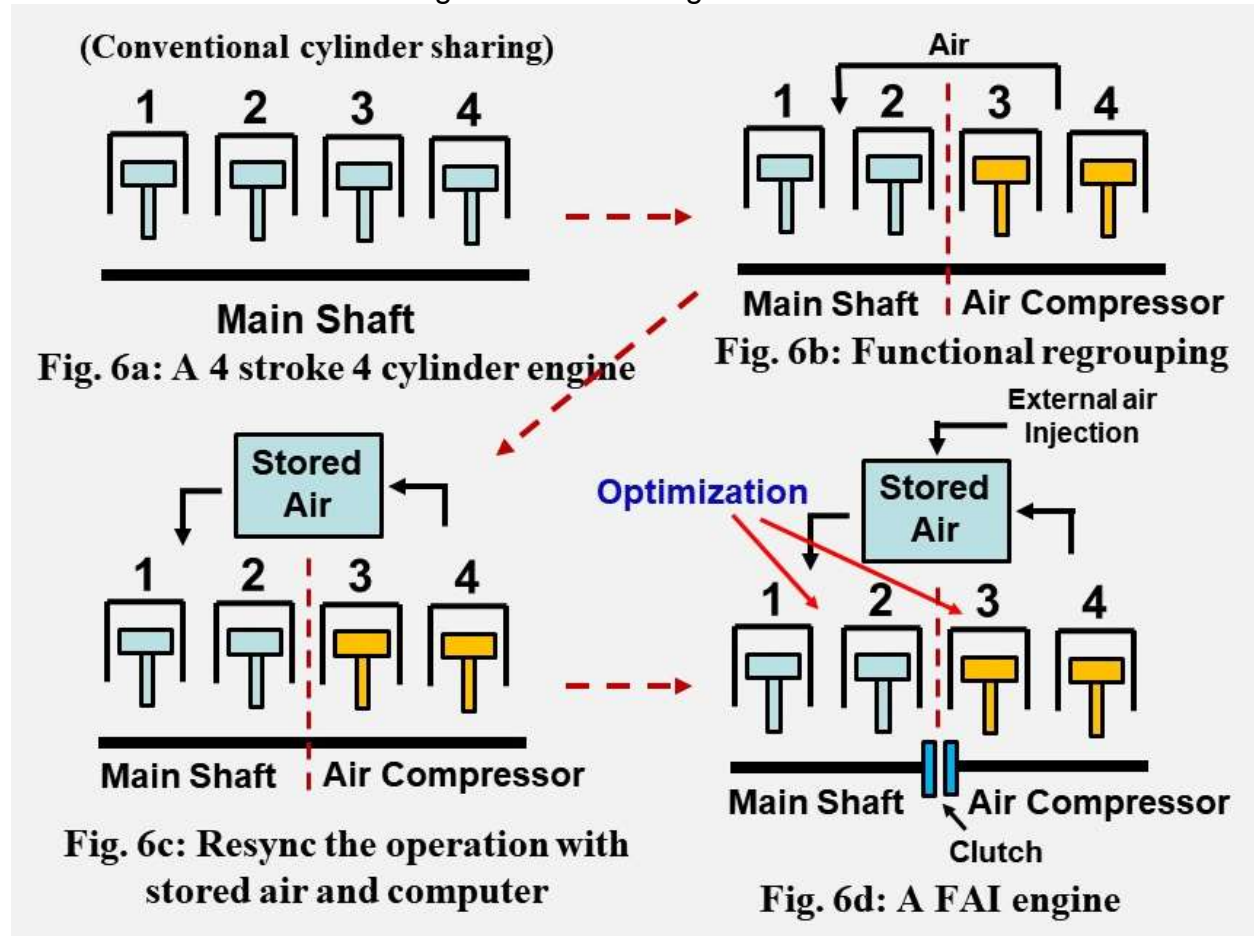 (Conventional cylinder sharing)
1 2 3 4
Main Shaft
Fig. 6a: A 4 stroke 4 cylinder engine
Air
1 2 3 4
Main Shaft Air Compressor
Fig. 6b: Functional regrouping
Stored
Air
1 2 3 4
Main Shaft Air Compressor
Fig. 6c: Resync the operation with
stored air and computer
External air
Injection
Optimization
Stored
Air
1 2 3 4
Main Shaft Air Compressor
Clutch
Fig. 6d: A FAI engine